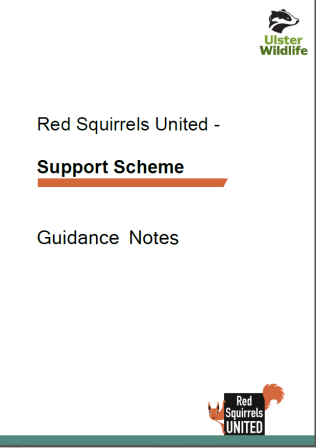 Ulster
Wildlife
Red Squirrels United -
Support Scheme
Guidance Notes
Red
Squirrels
UNITED